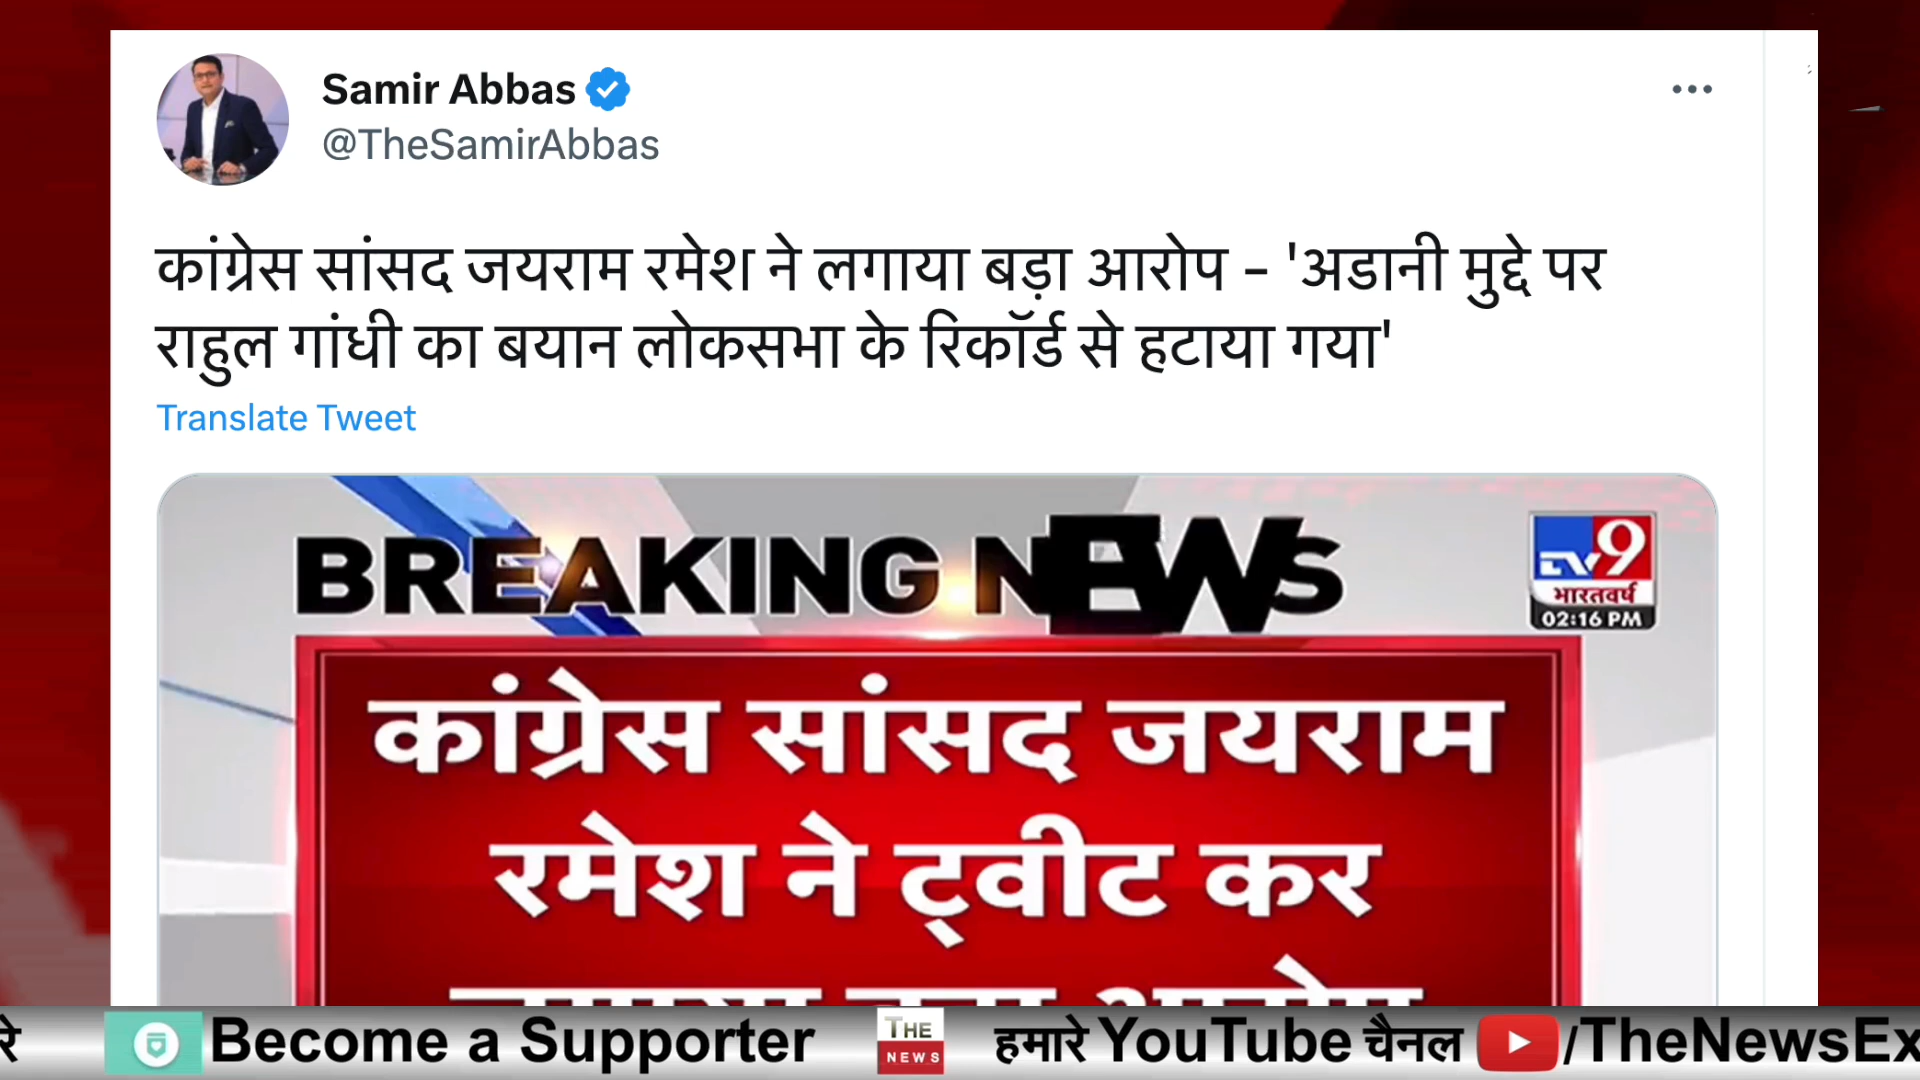 Samir Abbas
@TheSamirAbbas
कांग्रेस सांसद जयराम रमेश ने लगाया बड़ा आरोप – 'अडानी मुद्दे पर
राहुल गांधी का बयान लोकसभा के रिकॉर्ड से हटाया गया'
Translate Tweet
BREAKING NEWS
TV9
भारतवर्ष
02:16 PM
कांग्रेस सांसद जयराम
रमेश ने ट्वीट कर
रे Become a Supporter THE NEWS हमारे YouTube चैनल /TheNewsEx